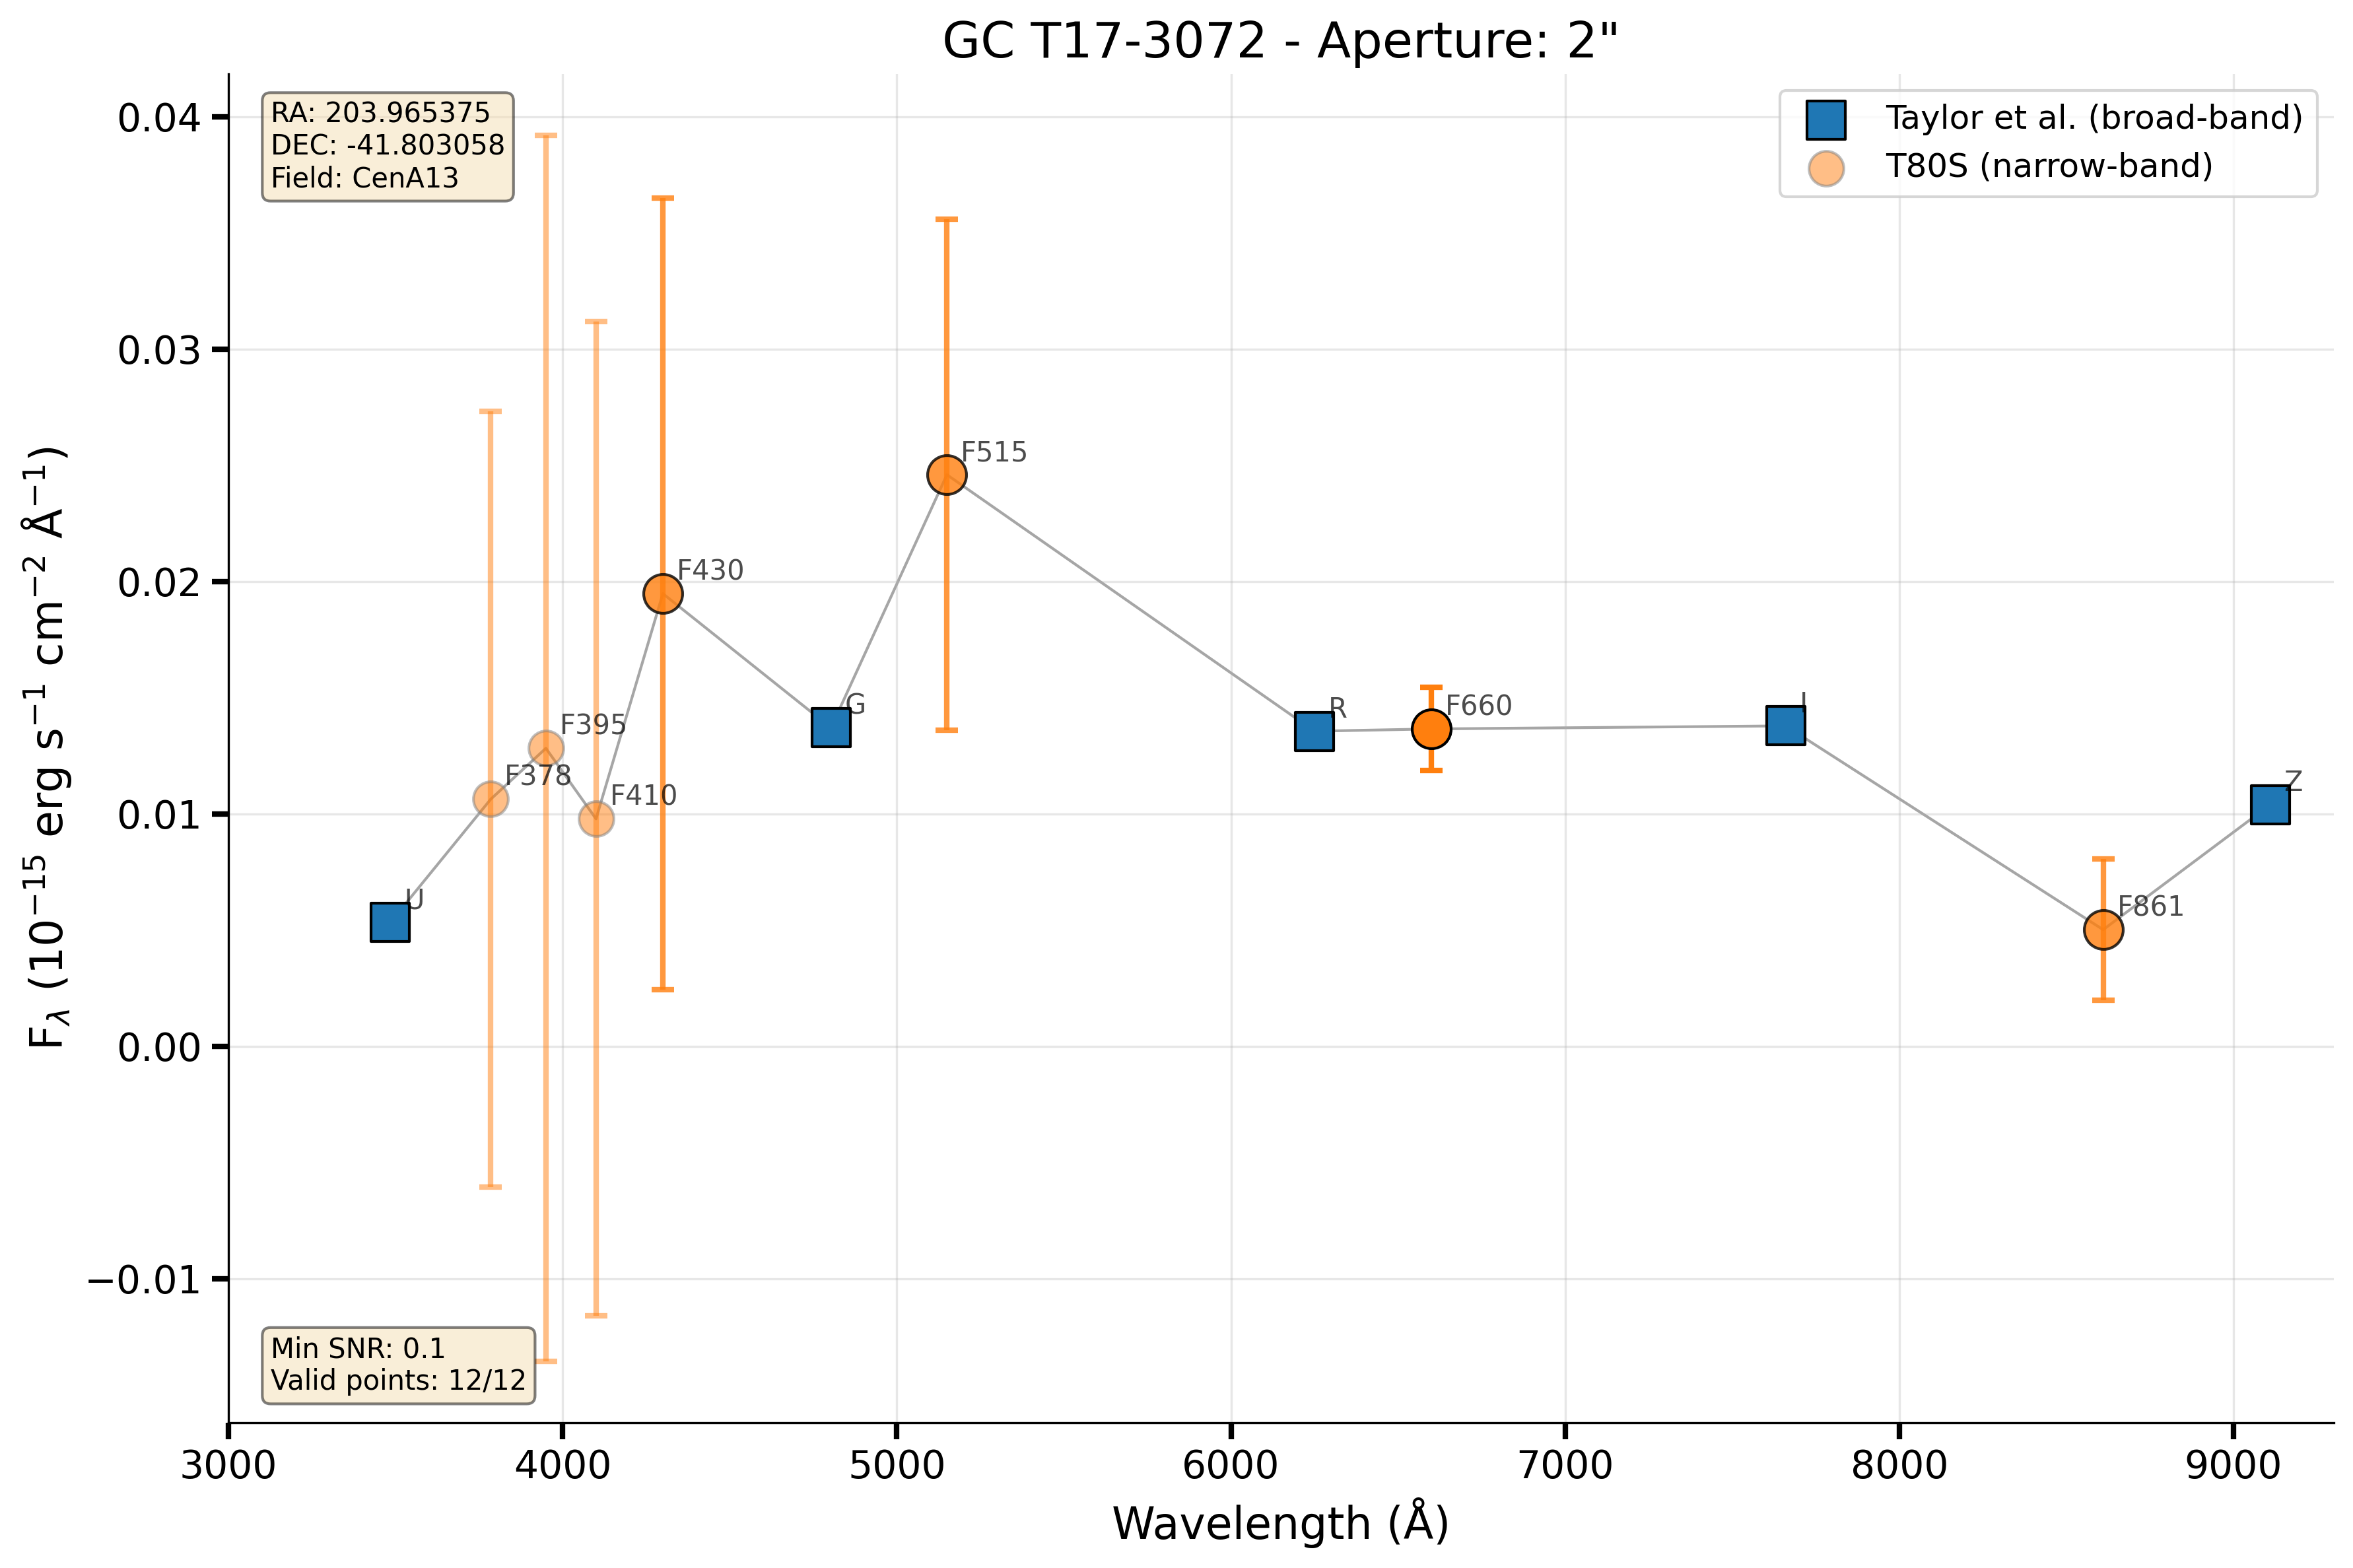 GC T17-3072 - Aperture: 2"
RA: 203.965375
DEC: -41.803058
Field: CenA13
Taylor et al. (broad-band)
T80S (narrow-band)
0.04
0.03
0.02
0.01
0.00
−0.01
F_λ (10⁻¹⁵ erg s⁻¹ cm⁻² Å⁻¹)
U
F378
F395
F410
F430
G
F515
R
F660
I
F861
Z
Min SNR: 0.1
Valid points: 12/12
3000
4000
5000
6000
7000
8000
9000
Wavelength (Å)